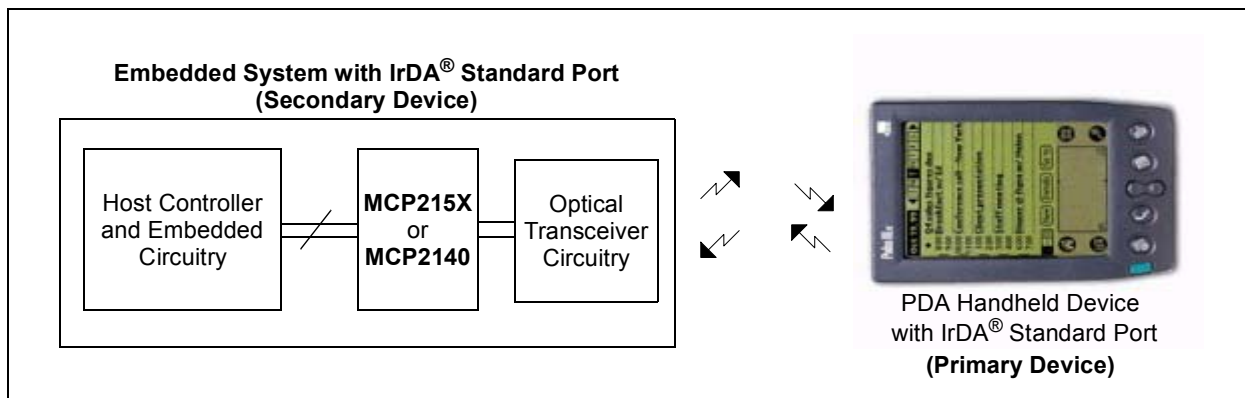 Embedded System with IrDA® Standard Port
(Secondary Device)
Host Controller
and Embedded
Circuitry
MCP215X
or
MCP2140
Optical
Transceiver
Circuitry
PDA Handheld Device
with IrDA® Standard Port
(Primary Device)